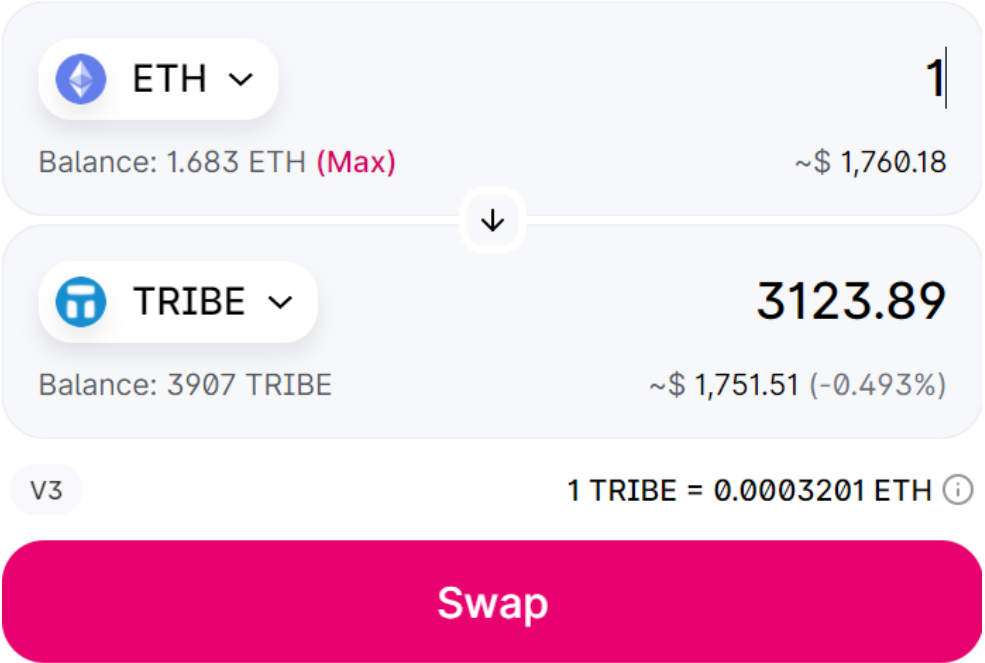 ETH 1
Balance: 1.683 ETH (Max) ~$ 1,760.18
TRIBE 3123.89
Balance: 3907 TRIBE ~$ 1,751.51 (-0.493%)
V3 1 TRIBE = 0.0003201 ETH
Swap